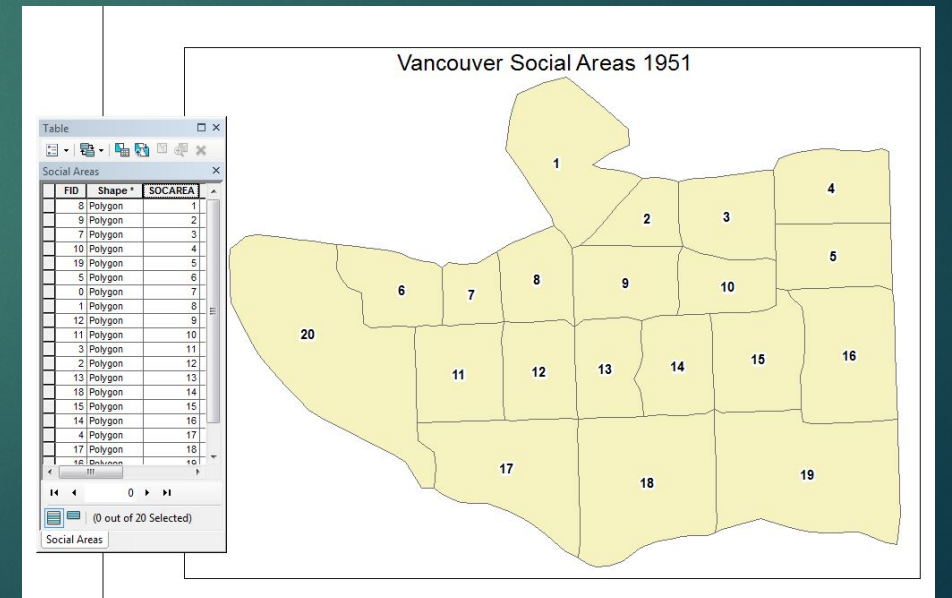 Vancouver Social Areas 1951
Table
Social Areas
FID Shape * SOCAREA
8 Polygon 1
9 Polygon 2
7 Polygon 3
10 Polygon 4
19 Polygon 5
5 Polygon 6
0 Polygon 7
1 Polygon 8
12 Polygon 9
11 Polygon 10
3 Polygon 11
2 Polygon 12
13 Polygon 13
18 Polygon 14
15 Polygon 15
14 Polygon 16
4 Polygon 17
17 Polygon 18
16 Polygon 19
0
(0 out of 20 Selected)
Social Areas
1
2
3
4
5
6
7
8
9
10
20
11
12
13
14
15
16
17
18
19